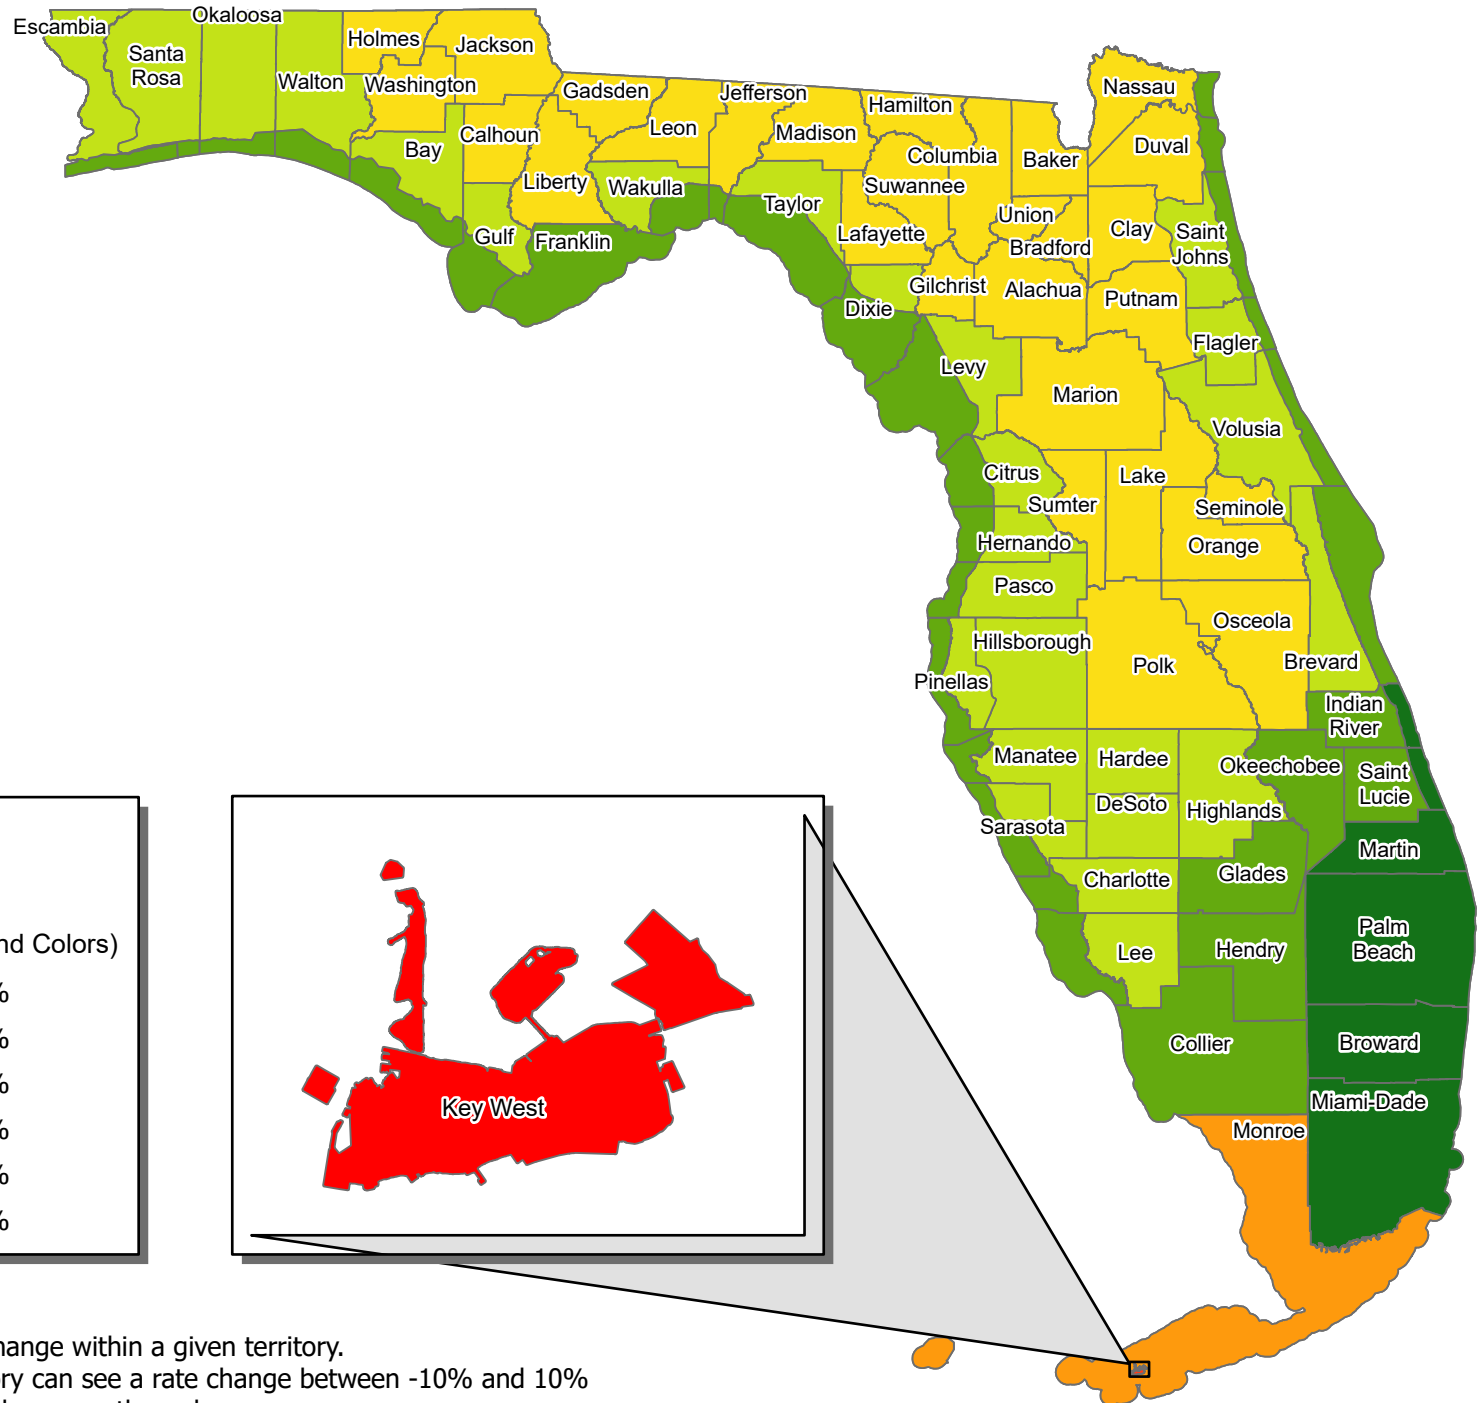 Okaloosa
Escambia
Santa
Rosa
Walton
Holmes
Jackson
Washington
Gadsden
Jefferson
Hamilton
Nassau
Leon
Madison
Calhoun
Bay
Duval
Columbia
Baker
Liberty
Wakulla
Suwannee
Taylor
Union
Lafayette
Clay
Saint
Johns
Gulf
Franklin
Bradford
Gilchrist
Alachua
Putnam
Dixie
Flagler
Levy
Marion
Volusia
Citrus
Lake
Sumter
Seminole
Hernando
Orange
Pasco
Osceola
Hillsborough
Polk
Brevard
Pinellas
Indian
River
Manatee
Hardee
Okeechobee
Saint
Lucie
DeSoto
Highlands
Sarasota
Martin
Charlotte
Glades
Palm
Beach
Lee
Hendry
Collier
Broward
Miami-Dade
Monroe
Key West
Colors)
%
%
%
%
%
%
within a given territory.
can see a rate change between -10% and 10%